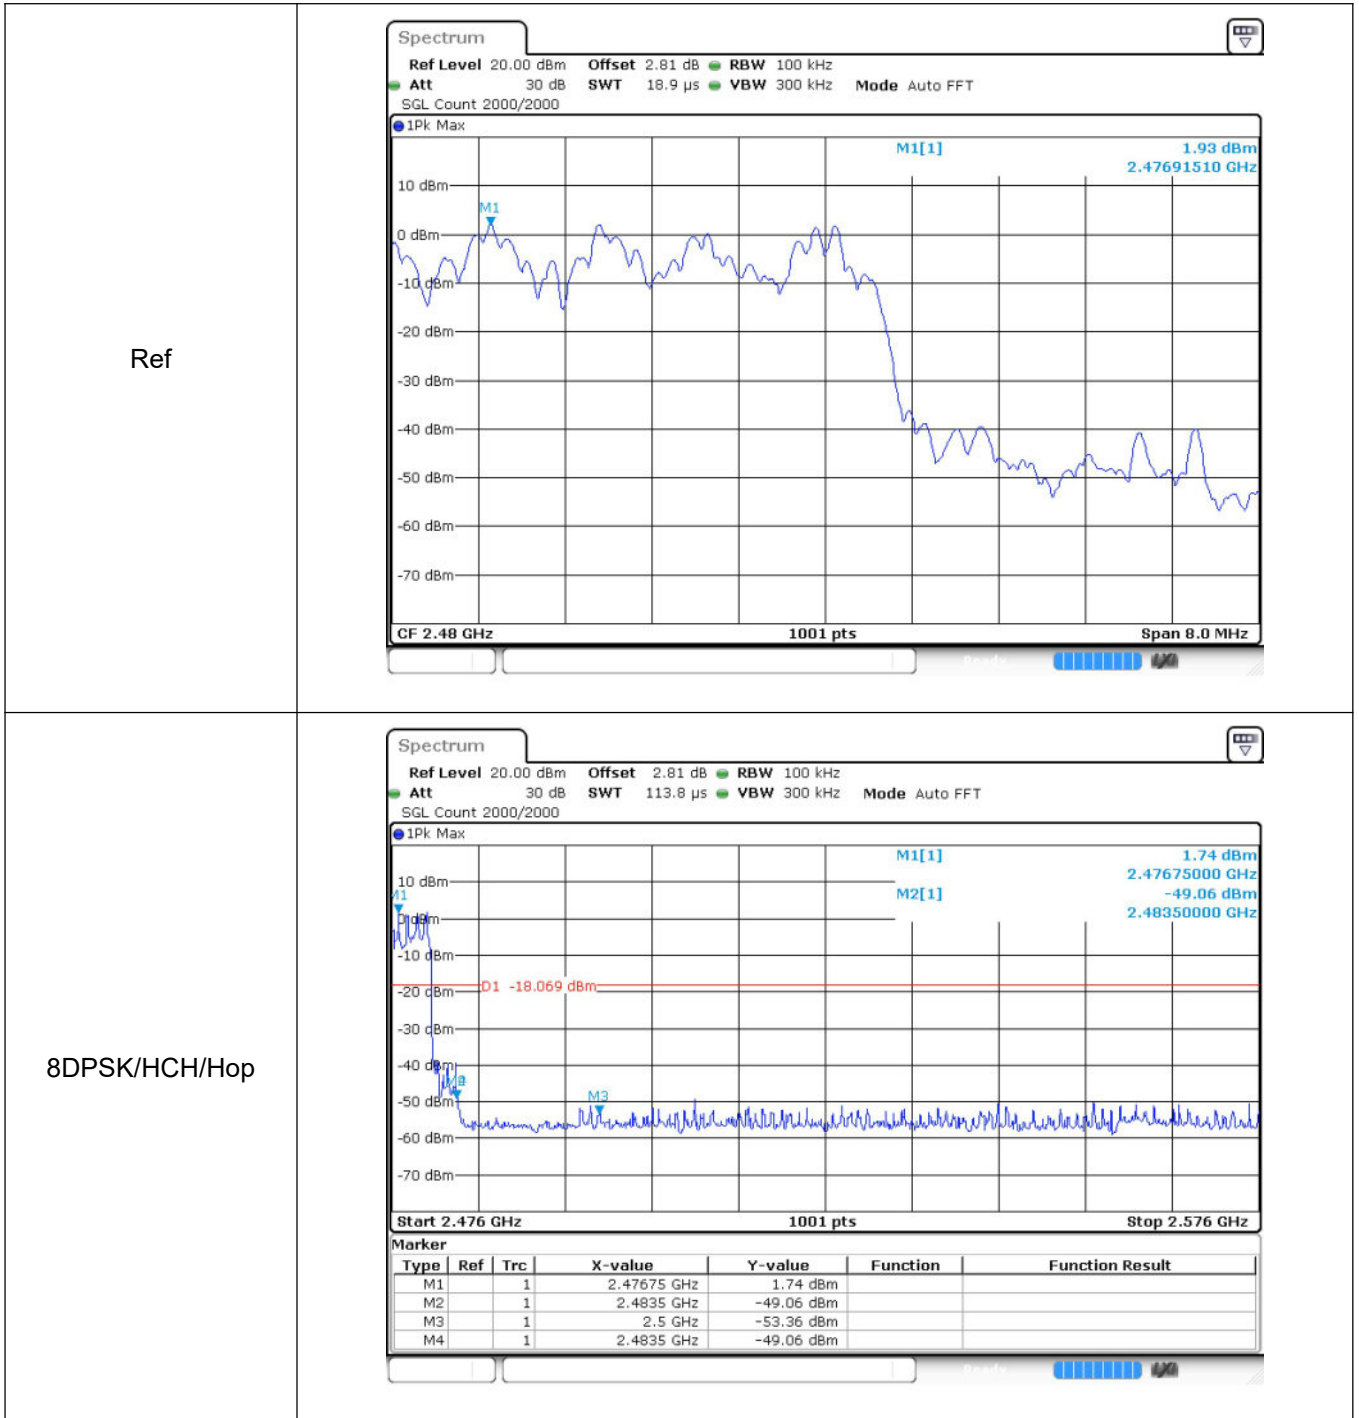 Ref
Spectrum
Ref Level 20.00 dBm Offset 2.81 dB RBW 100 kHz
Att 30 dB SWT 18.9 µs VBW 300 kHz Mode Auto FFT
SGL Count 2000/2000
1Pk Max
M1[1] 1.93 dBm
2.47691510 GHz
10 dBm
M1
0 dBm
-10 dBm
-20 dBm
-30 dBm
-40 dBm
-50 dBm
-60 dBm
-70 dBm
CF 2.48 GHz 1001 pts Span 8.0 MHz
Ready
8DPSK/HCH/Hop
Spectrum
Ref Level 20.00 dBm Offset 2.81 dB RBW 100 kHz
Att 30 dB SWT 113.8 µs VBW 300 kHz Mode Auto FFT
SGL Count 2000/2000
1Pk Max
M1[1] 1.74 dBm
2.47675000 GHz
10 dBm
M1
M2[1] -49.06 dBm
2.48350000 GHz
0 dBm
-10 dBm
-20 dBm
D1 -18.069 dBm
-30 dBm
-40 dBm
-50 dBm
M3
-60 dBm
-70 dBm
Start 2.476 GHz 1001 pts Stop 2.576 GHz
Marker
Type Ref Trc X-value Y-value Function Function Result
M1 1 2.47675 GHz 1.74 dBm
M2 1 2.4835 GHz -49.06 dBm
M3 1 2.5 GHz -53.36 dBm
M4 1 2.4835 GHz -49.06 dBm
Ready